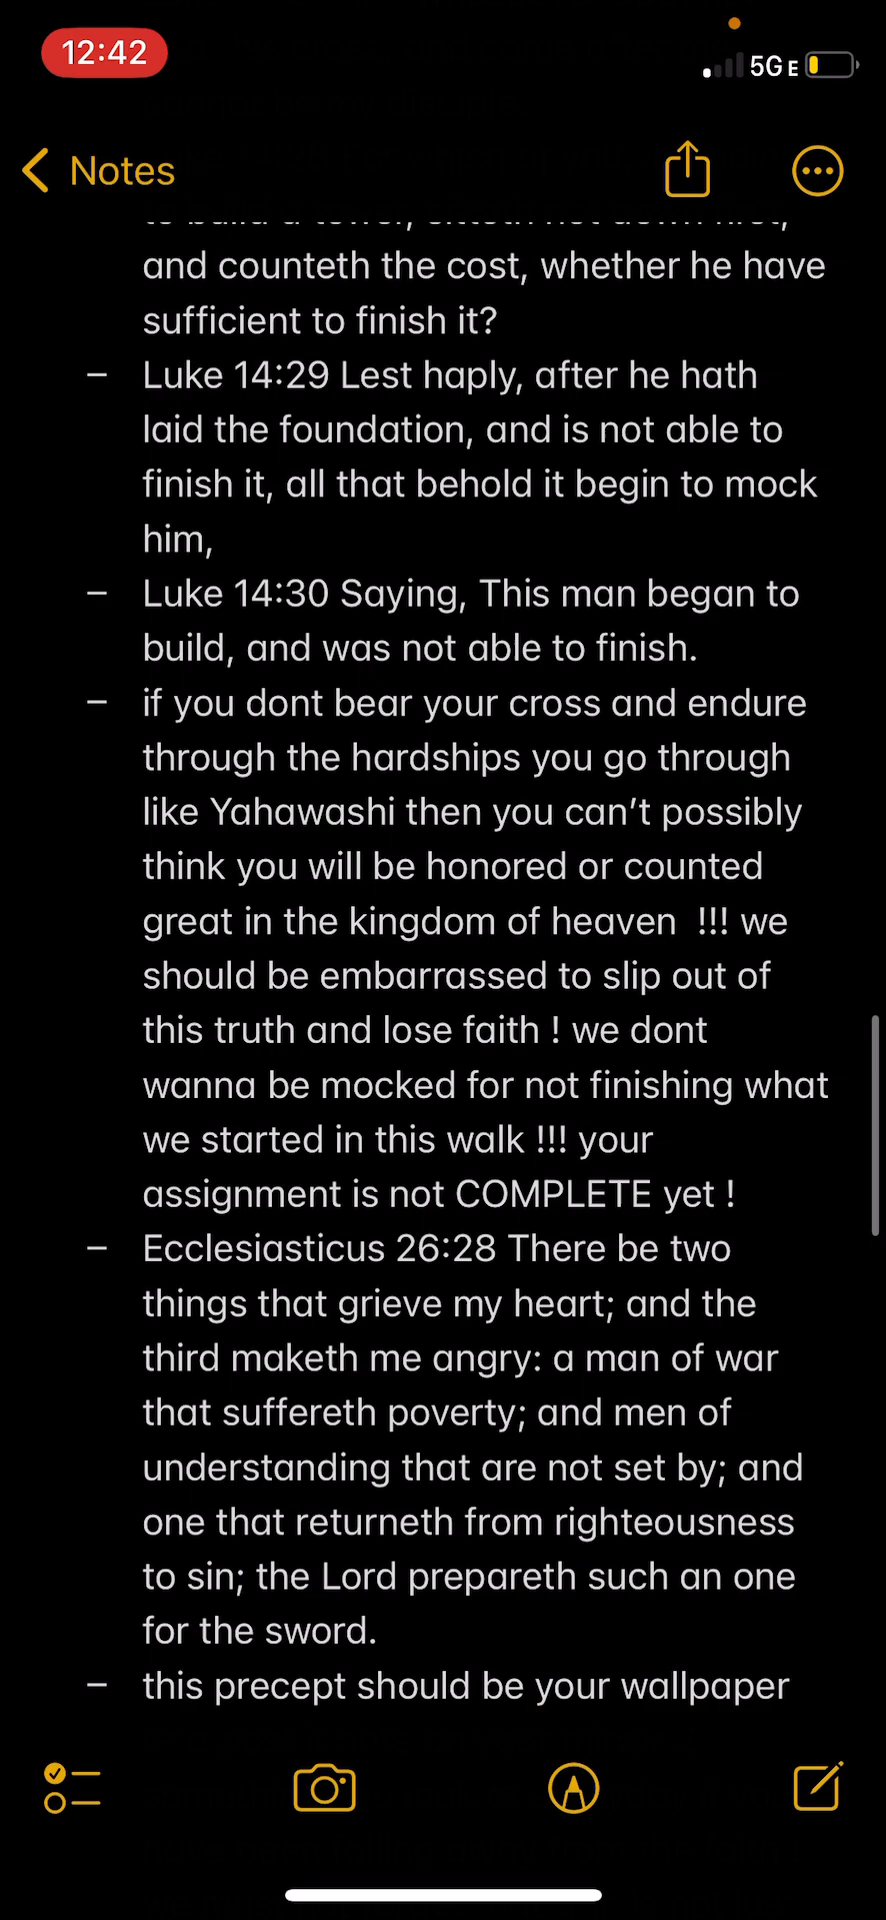 12:42
5GE
Notes
and counteth the cost, whether he have
sufficient to finish it?
– Luke 14:29 Lest haply, after he hath
laid the foundation, and is not able to
finish it, all that behold it begin to mock
him,
– Luke 14:30 Saying, This man began to
build, and was not able to finish.
– if you dont bear your cross and endure
through the hardships you go through
like Yahawashi then you can’t possibly
think you will be honored or counted
great in the kingdom of heaven  !!! we
should be embarrassed to slip out of
this truth and lose faith ! we dont
wanna be mocked for not finishing what
we started in this walk !!! your
assignment is not COMPLETE yet !
– Ecclesiasticus 26:28 There be two
things that grieve my heart; and the
third maketh me angry: a man of war
that suffereth poverty; and men of
understanding that are not set by; and
one that returneth from righteousness
to sin; the Lord prepareth such an one
for the sword.
– this precept should be your wallpaper